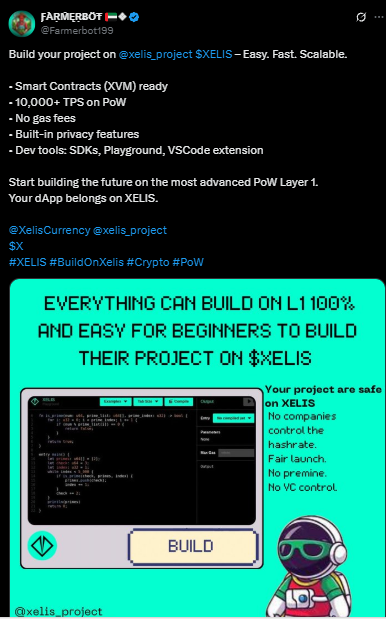 FARMERBOT
@Farmerbot199
Build your project on @xelis_project $XELIS – Easy. Fast. Scalable.
- Smart Contracts (XVM) ready
- 10,000+ TPS on PoW
- No gas fees
- Built-in privacy features
- Dev tools: SDKs, Playground, VSCode extension
Start building the future on the most advanced PoW Layer 1.
Your dApp belongs on XELIS.
@XelisCurrency @xelis_project
$X
#XELIS #BuildOnXelis #Crypto #PoW
EVERYTHING CAN BUILD ON L1 100%
AND EASY FOR BEGINNERS TO BUILD
THEIR PROJECT ON $XELIS
Your project are safe
on XELIS
No companies
control the
hashrate.
Fair launch.
No premine.
No VC control.
Examples
Compile
Output
Entry
Parameters
None
Max Gas
Output
BUILD
@xelis_project